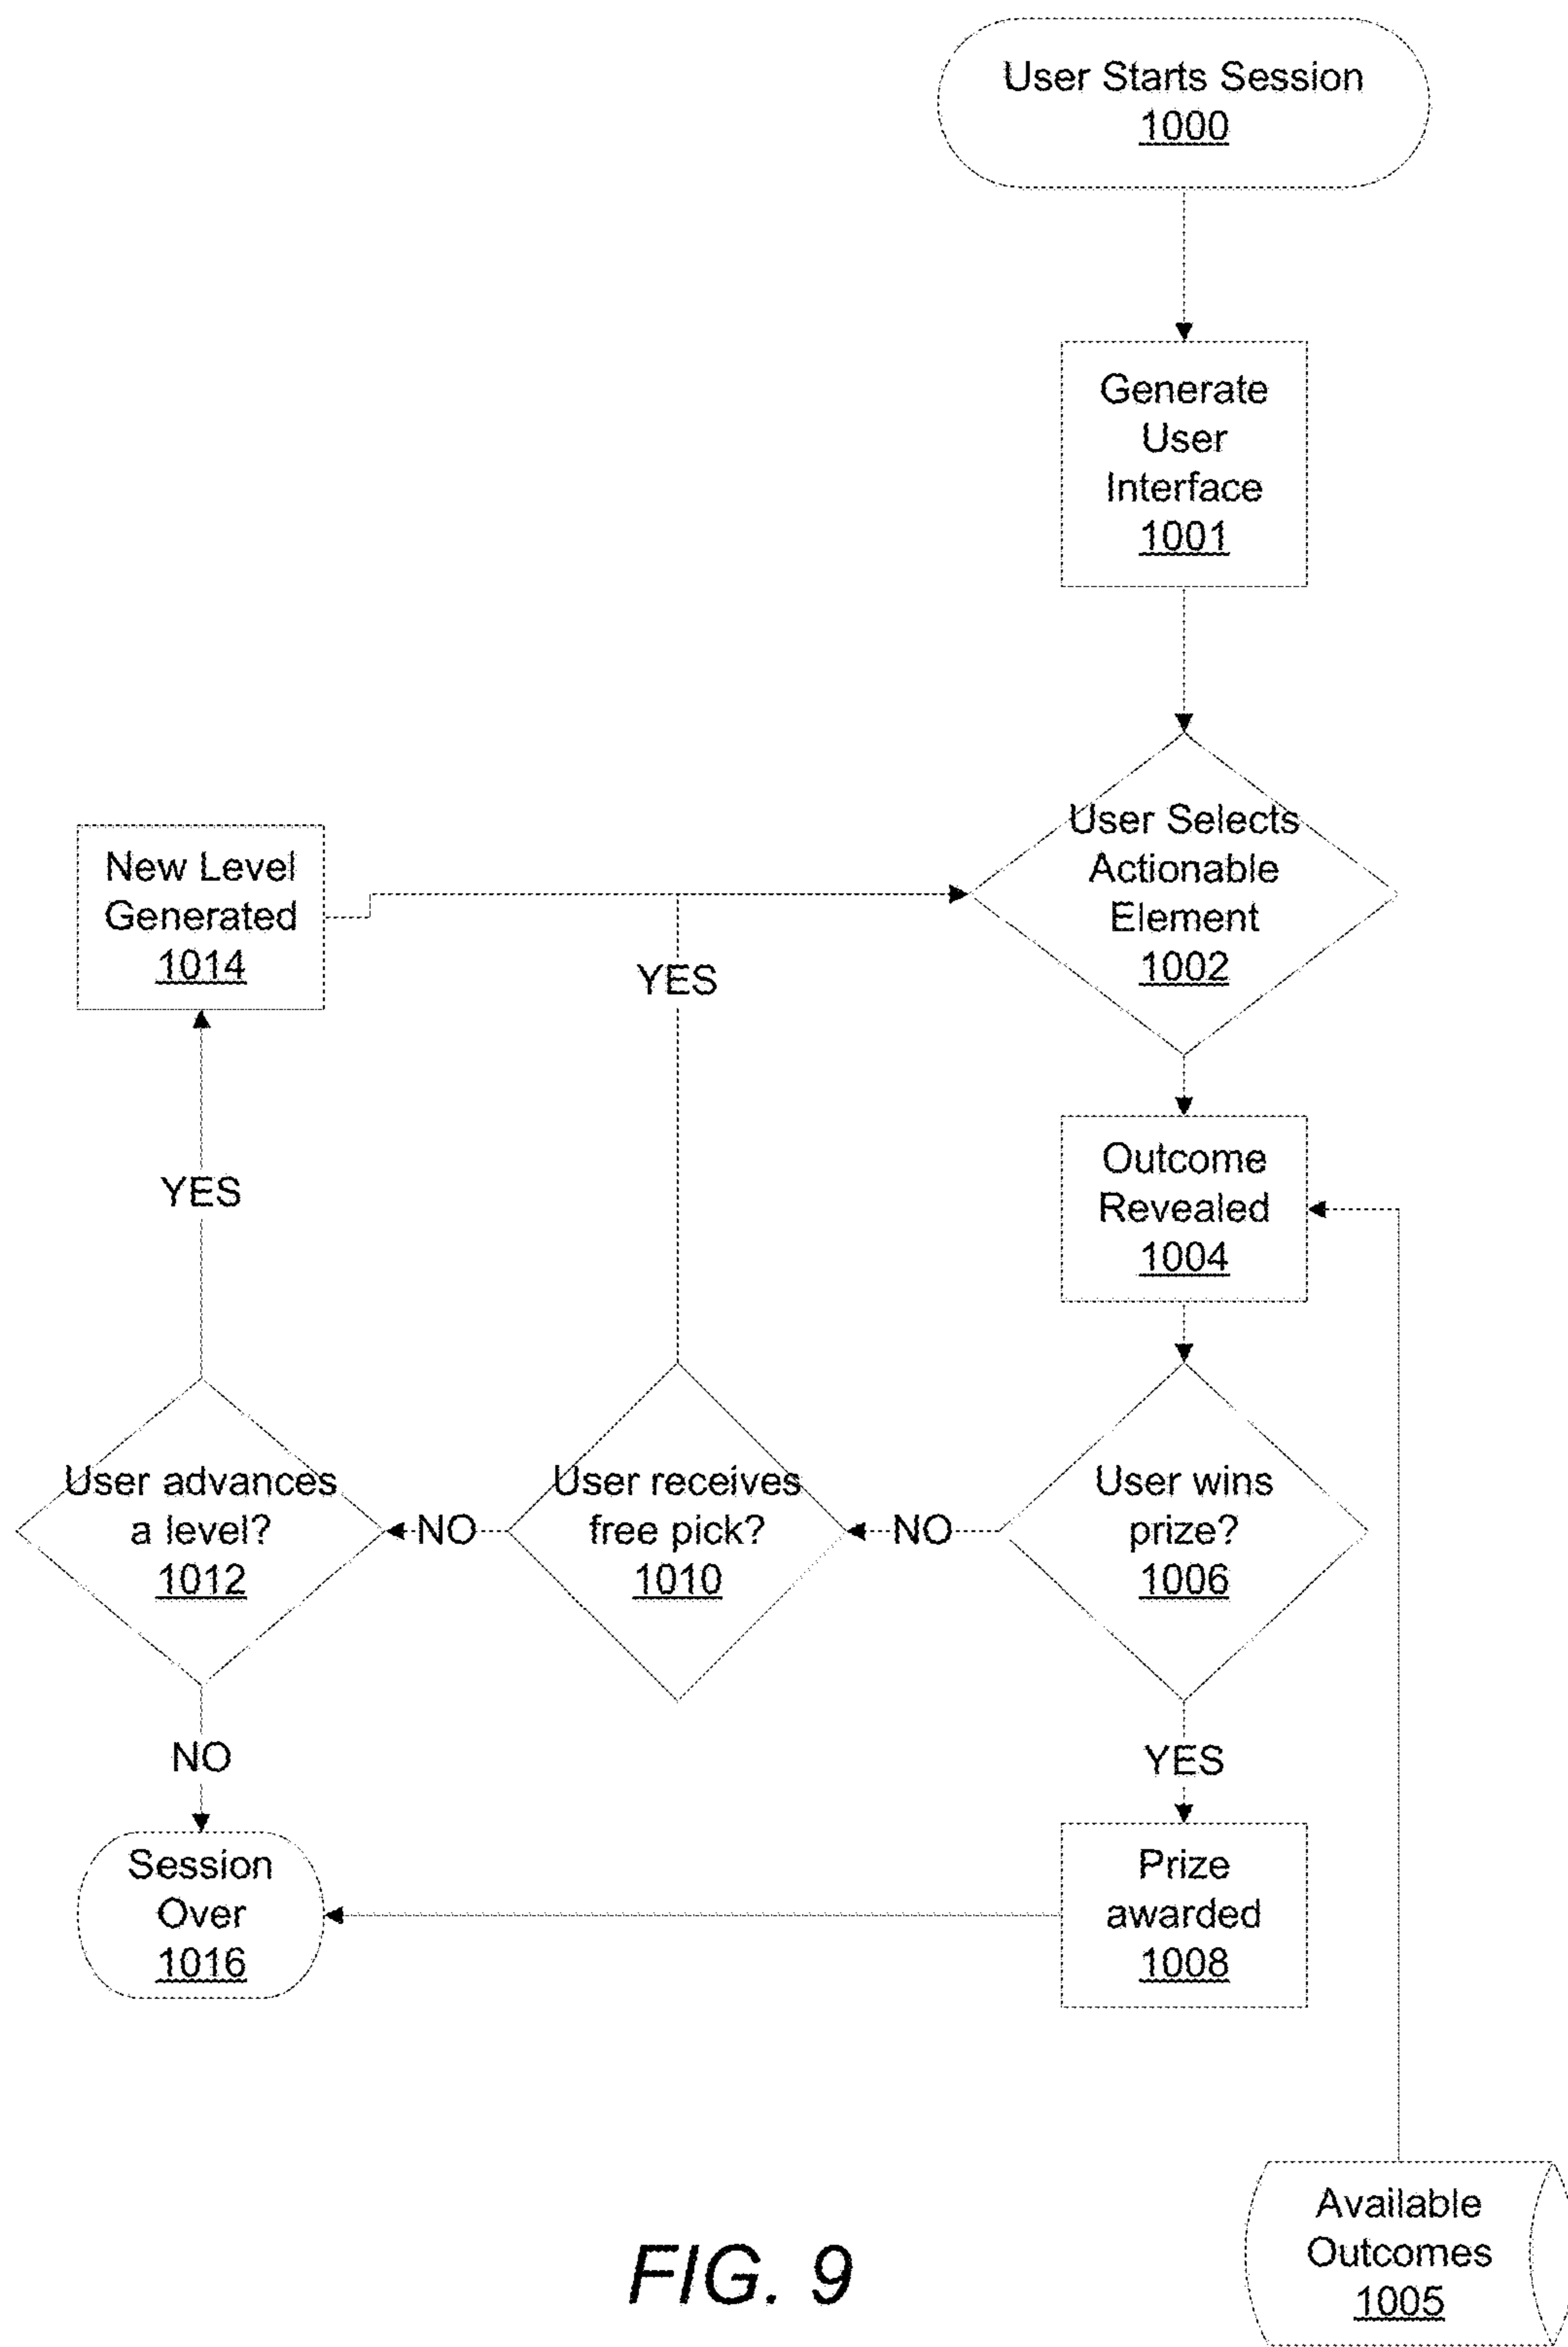 User Starts Session
1000
Generate
User
Interface
1001
User Selects
Actionable
Element
1002
New Level
Generated
1014
YES
Outcome
Revealed
1004
YES
User advances
a level?
1012
NO
User receives
free pick?
1010
NO
User wins
prize?
1006
NO
YES
Session
Over
1016
Prize
awarded
1008
Available
Outcomes
1005
FIG. 9